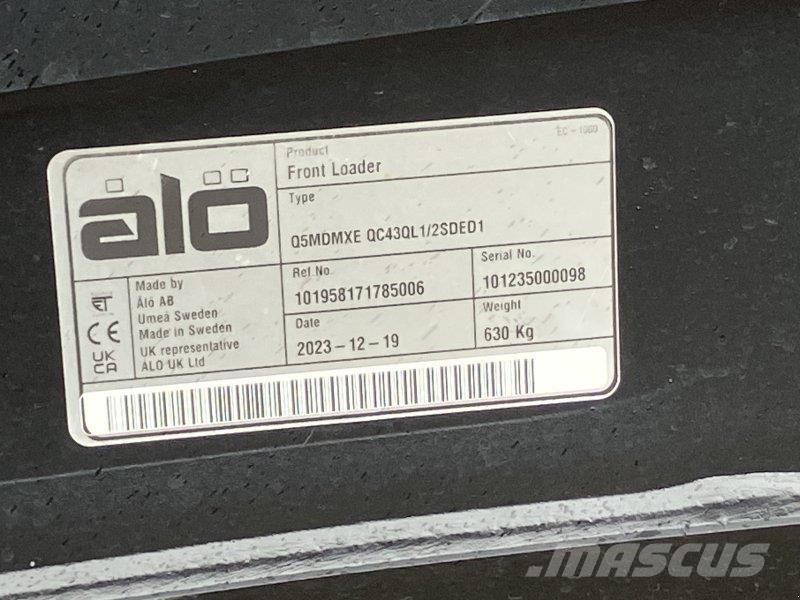 älö
Product
EC-1000
Front Loader
Type
Q5MDMXE QC43QL1/2SDED1
Made by
Ålö AB
Umeå Sweden
Made in Sweden
UK representative
ALO UK Ltd
CE
UK
CA
Ref No.
101958171785006
Serial No.
101235000098
Date
2023-12-19
Weight
630 Kg
.MASCUS